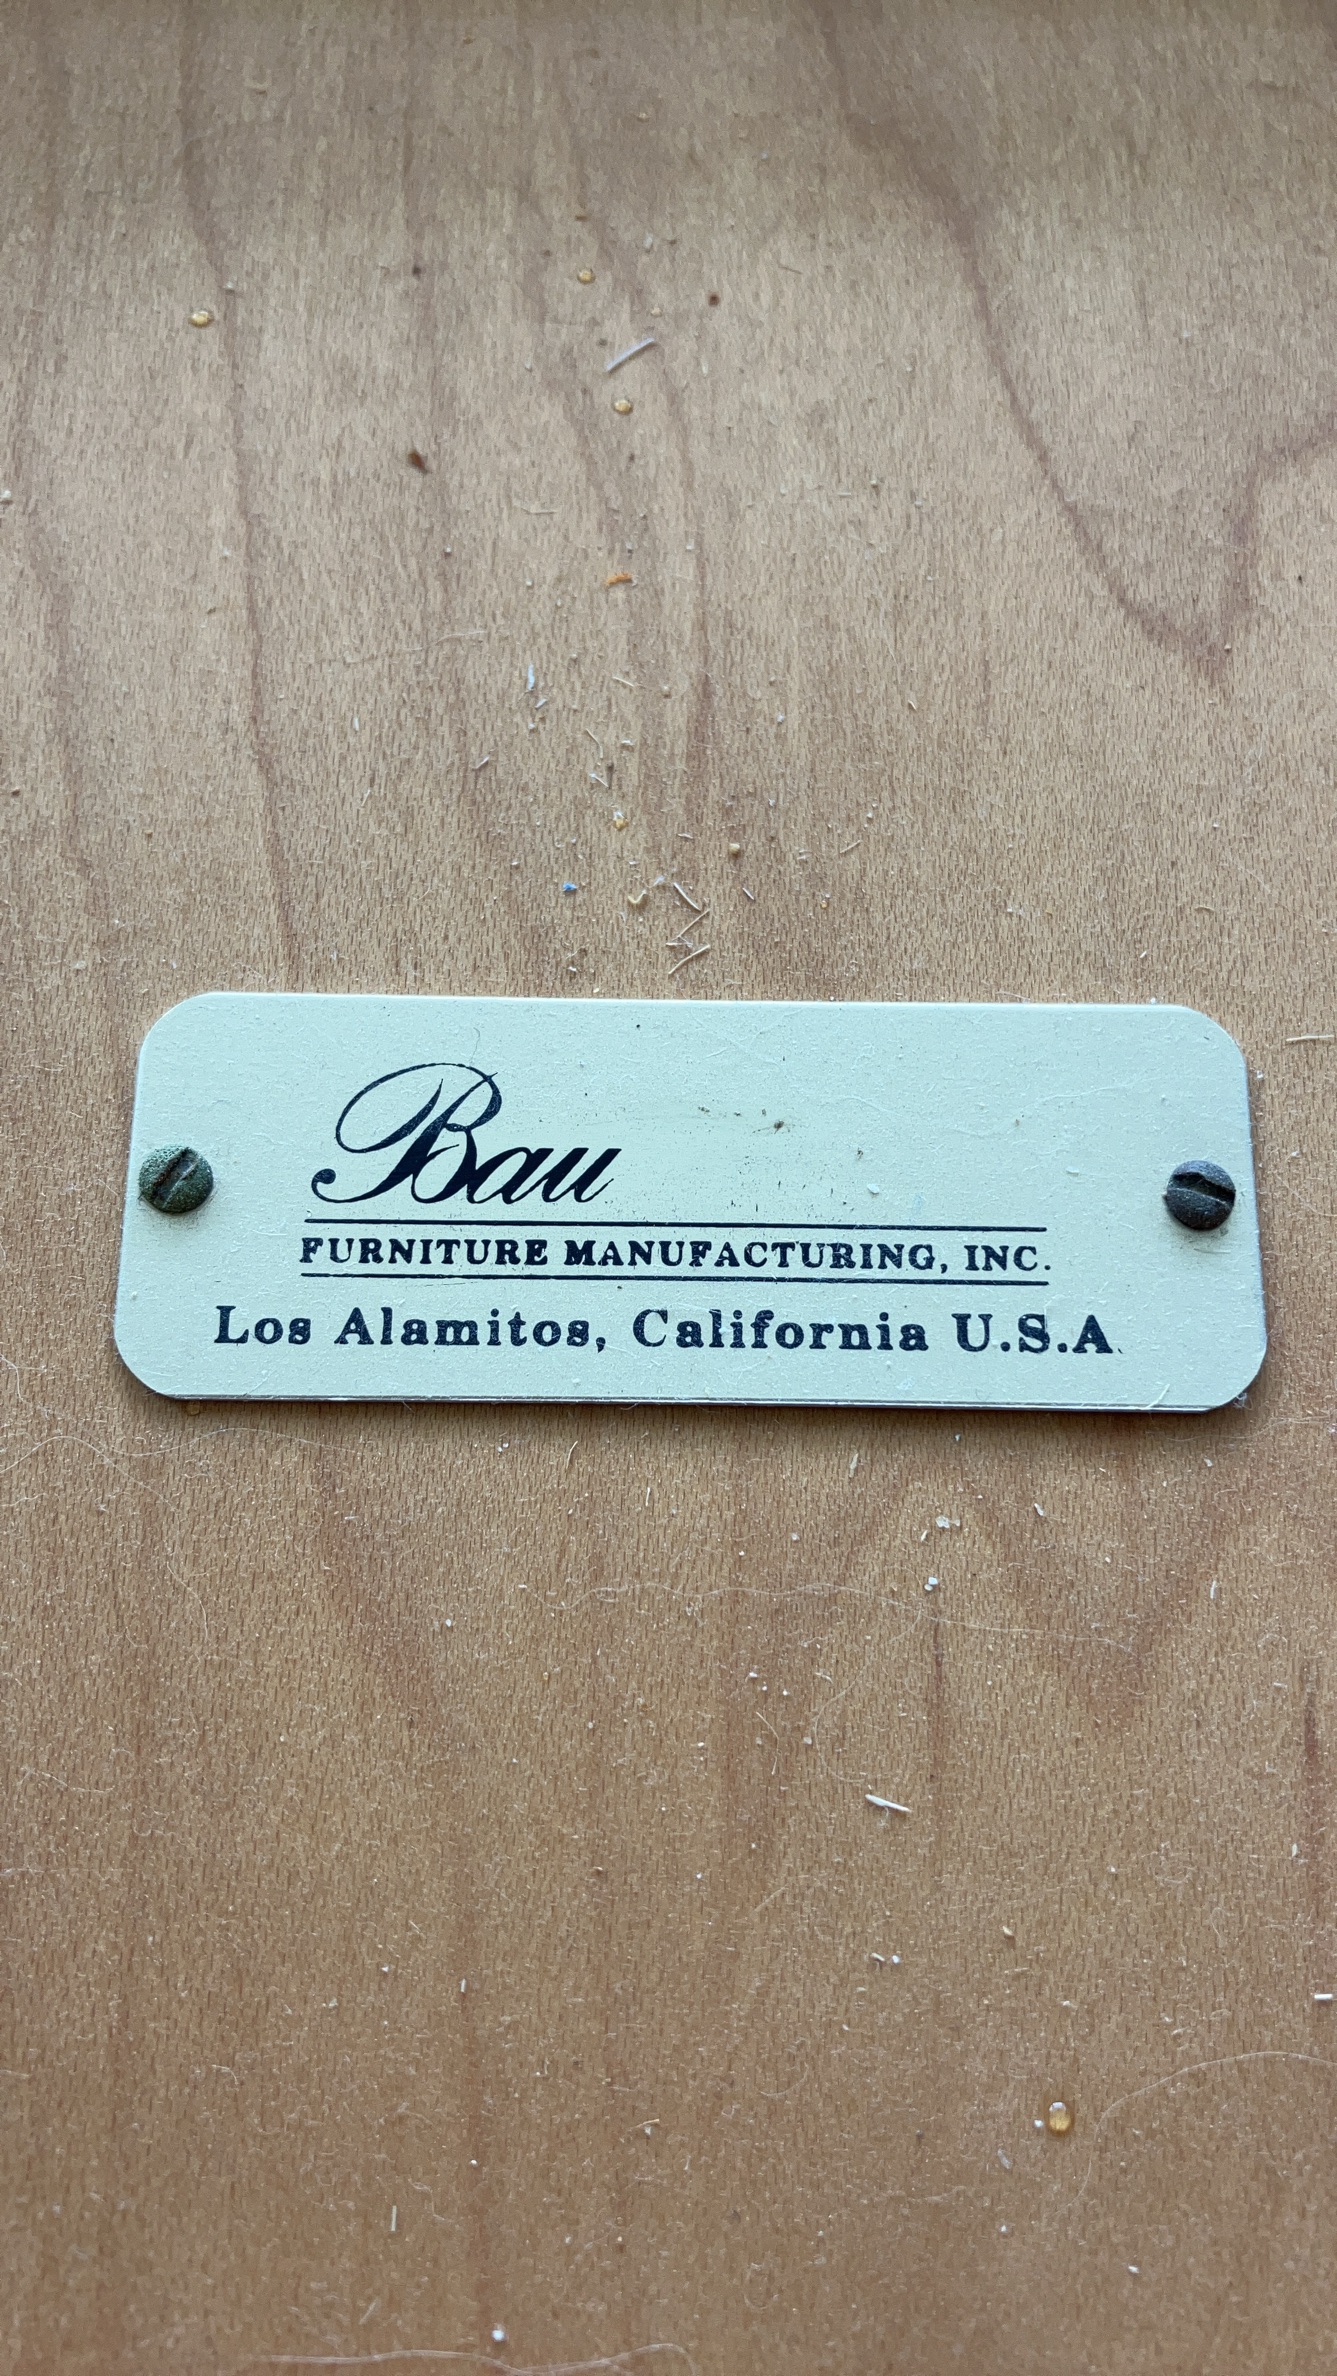 Bau
FURNITURE MANUFACTURING, INC.
Los Alamitos, California U.S.A.